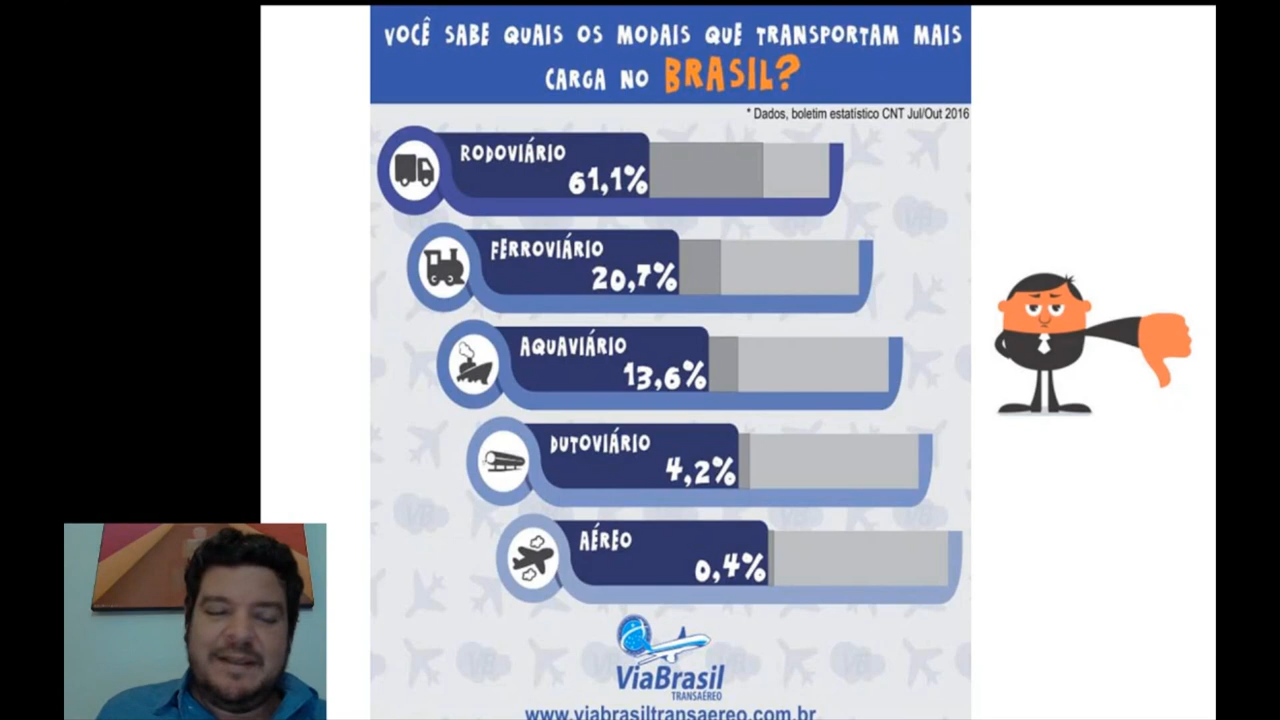 VOCÊ SABE QUAIS OS MODAIS QUE TRANSPORTAM MAIS
CARGA NO BRASIL?
* Dados, boletim estatístico CNT Jul/Out 2016
RODOVIÁRIO
61,1%
FERROVIÁRIO
20,7%
AQUAVIÁRIO
13,6%
DUTOVIÁRIO
4,2%
AÉREO
0,4%
ViaBrasil
TRANSAÉREO
www.viabrasiltransaereo.com.br